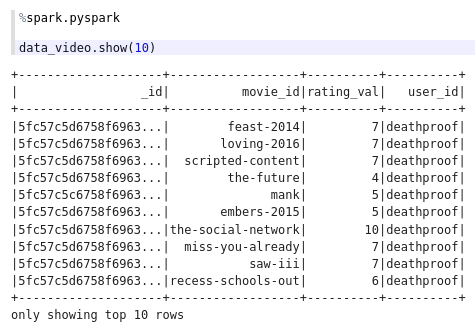 %spark.pyspark
data_video.show(10)
+--------------------+-----------------+----------+----------+
|                 _id|         movie_id|rating_val|   user_id|
+--------------------+-----------------+----------+----------+
|5fc57c5d6758f6963...|       feast-2014|         7|deathproof|
|5fc57c5d6758f6963...|      loving-2016|         7|deathproof|
|5fc57c5d6758f6963...| scripted-content|         7|deathproof|
|5fc57c5d6758f6963...|       the-future|         4|deathproof|
|5fc57c5c6758f6963...|             mank|         5|deathproof|
|5fc57c5d6758f6963...|      embers-2015|         5|deathproof|
|5fc57c5d6758f6963...|the-social-network|        10|deathproof|
|5fc57c5d6758f6963...| miss-you-already|         7|deathproof|
|5fc57c5d6758f6963...|          saw-iii|         7|deathproof|
|5fc57c5d6758f6963...|recess-schools-out|         6|deathproof|
+--------------------+-----------------+----------+----------+
only showing top 10 rows